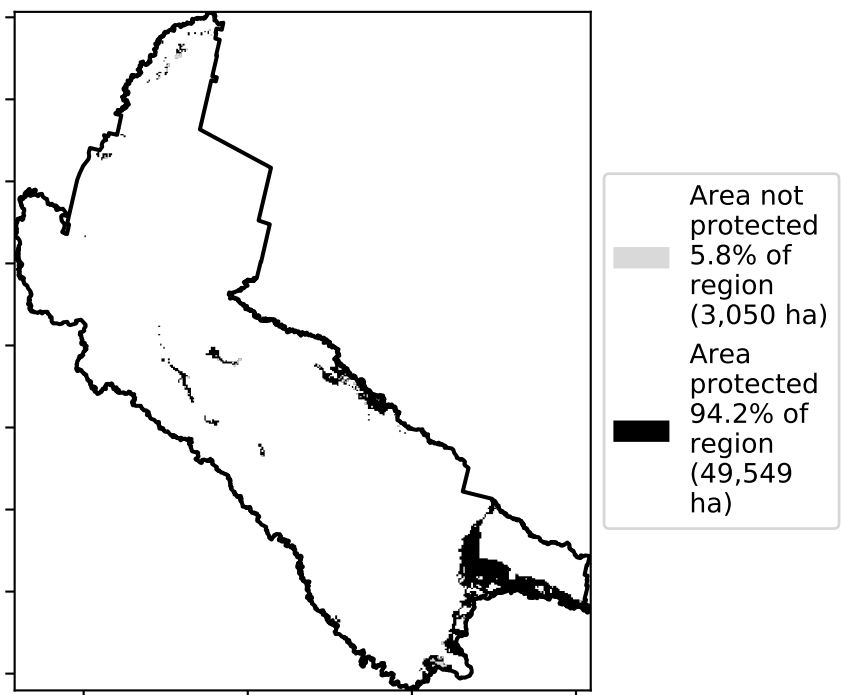 Area not
protected
5.8% of
region
(3,050 ha)
Area
protected
94.2% of
region
(49,549
ha)